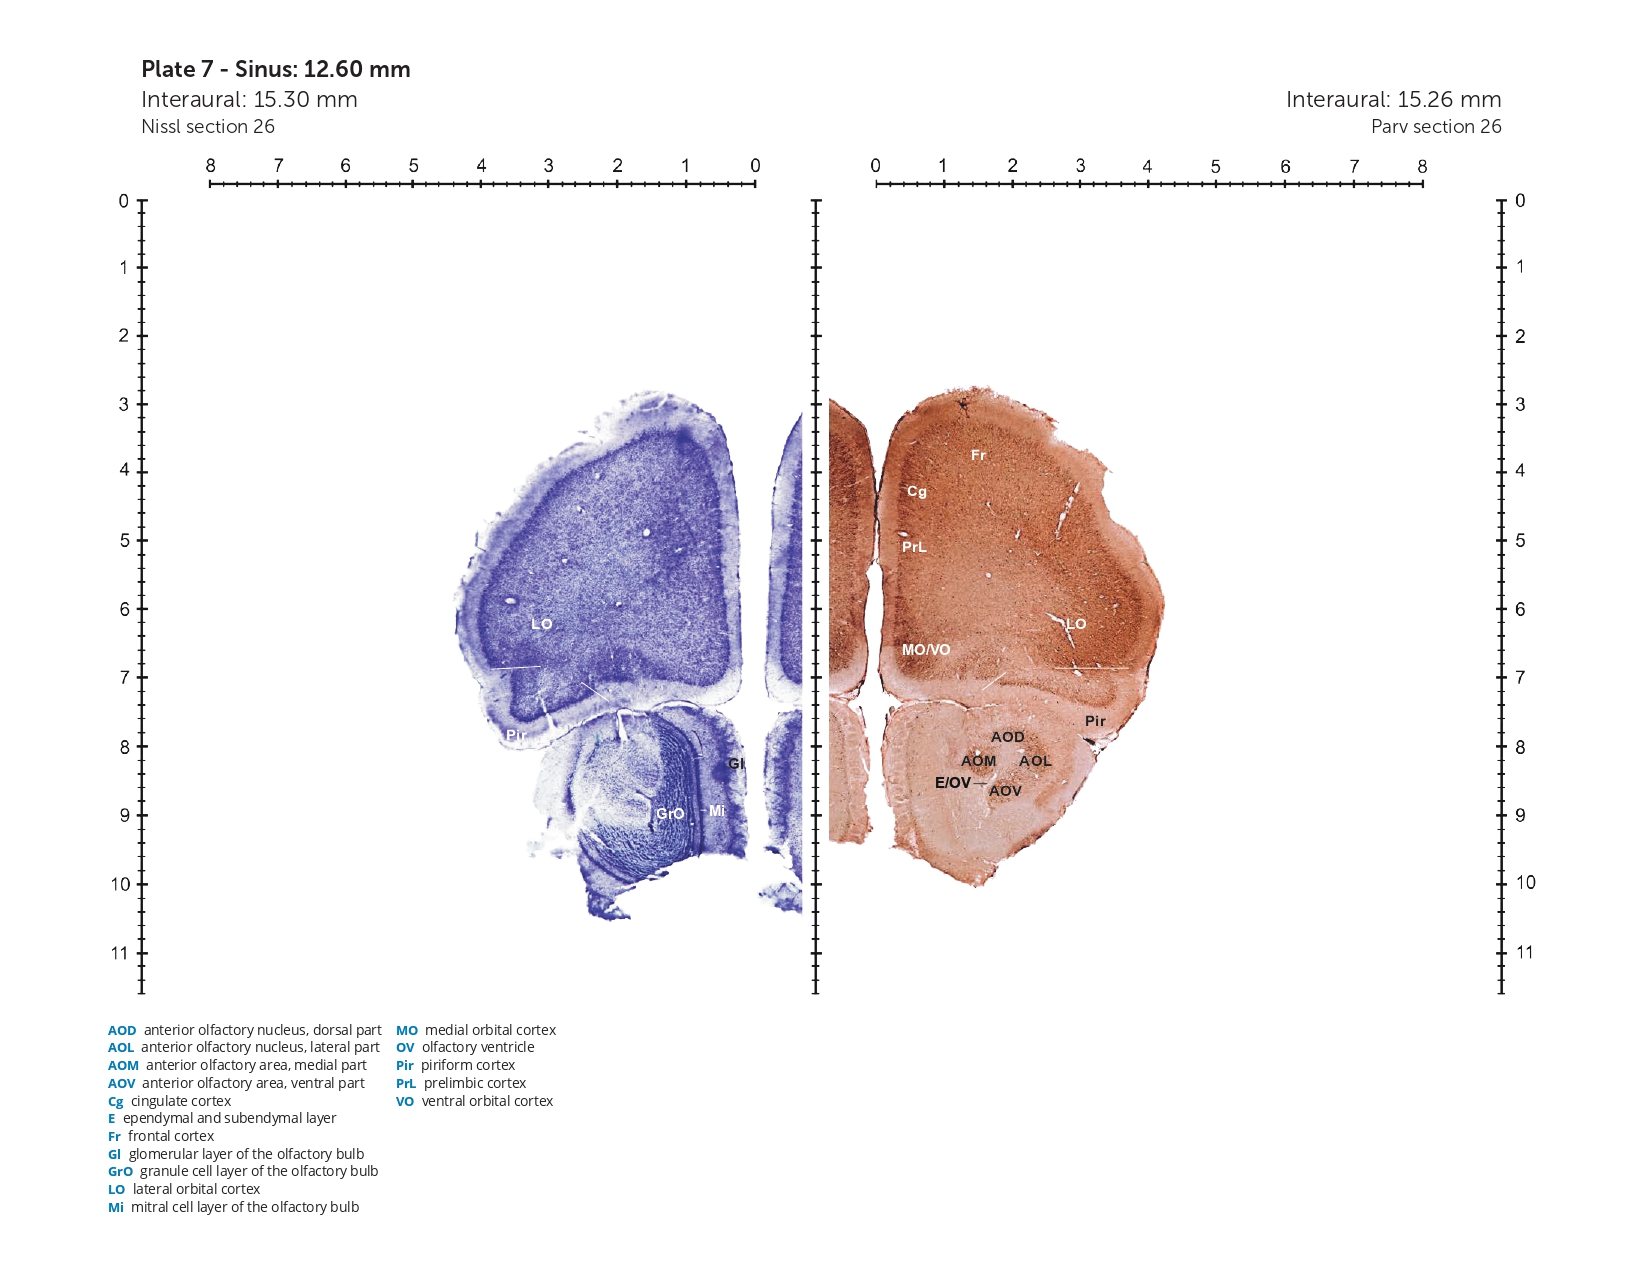 Plate 7 - Sinus: 12.60 mm
Interaural: 15.30 mm
Nissl section 26
Interaural: 15.26 mm
Parv section 26
8 7 6 5 4 3 2 1 0
0 1 2 3 4 5 6 7 8
0 0
1 1
2 2
3 3
Fr
4 4
Cg
5 5
PrL
6 6
LO LO
MO/VO
7 7
Pir
Pir AOD
8 8
Gl AOM AOL
E/OV AOV
GrO Mi
9 9
10 10
11 11
AOD anterior olfactory nucleus, dorsal part
AOL anterior olfactory nucleus, lateral part
AOM anterior olfactory area, medial part
AOV anterior olfactory area, ventral part
Cg cingulate cortex
E ependymal and subendymal layer
Fr frontal cortex
Gl glomerular layer of the olfactory bulb
GrO granule cell layer of the olfactory bulb
LO lateral orbital cortex
Mi mitral cell layer of the olfactory bulb
MO medial orbital cortex
OV olfactory ventricle
Pir piriform cortex
PrL prelimbic cortex
VO ventral orbital cortex